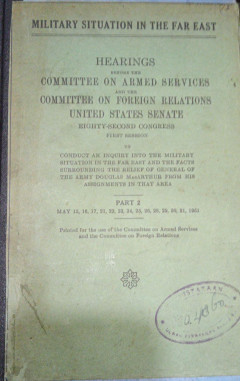 MILITARY SITUATION IN THE FAR EAST
HEARINGS
BEFORE THE
COMMITTEE ON ARMED SERVICES
AND THE
COMMITTEE ON FOREIGN RELATIONS
UNITED STATES SENATE
EIGHTY-SECOND CONGRESS
FIRST SESSION
TO
CONDUCT AN INQUIRY INTO THE MILITARY
SITUATION IN THE FAR EAST AND THE FACTS
SURROUNDING THE RELIEF OF GENERAL OF
THE ARMY DOUGLAS MacARTHUR FROM HIS
ASSIGNMENTS IN THAT AREA
PART 2
MAY 1951
Printed for the use of the Committee on Armed Services
and the Committee on Foreign Relations